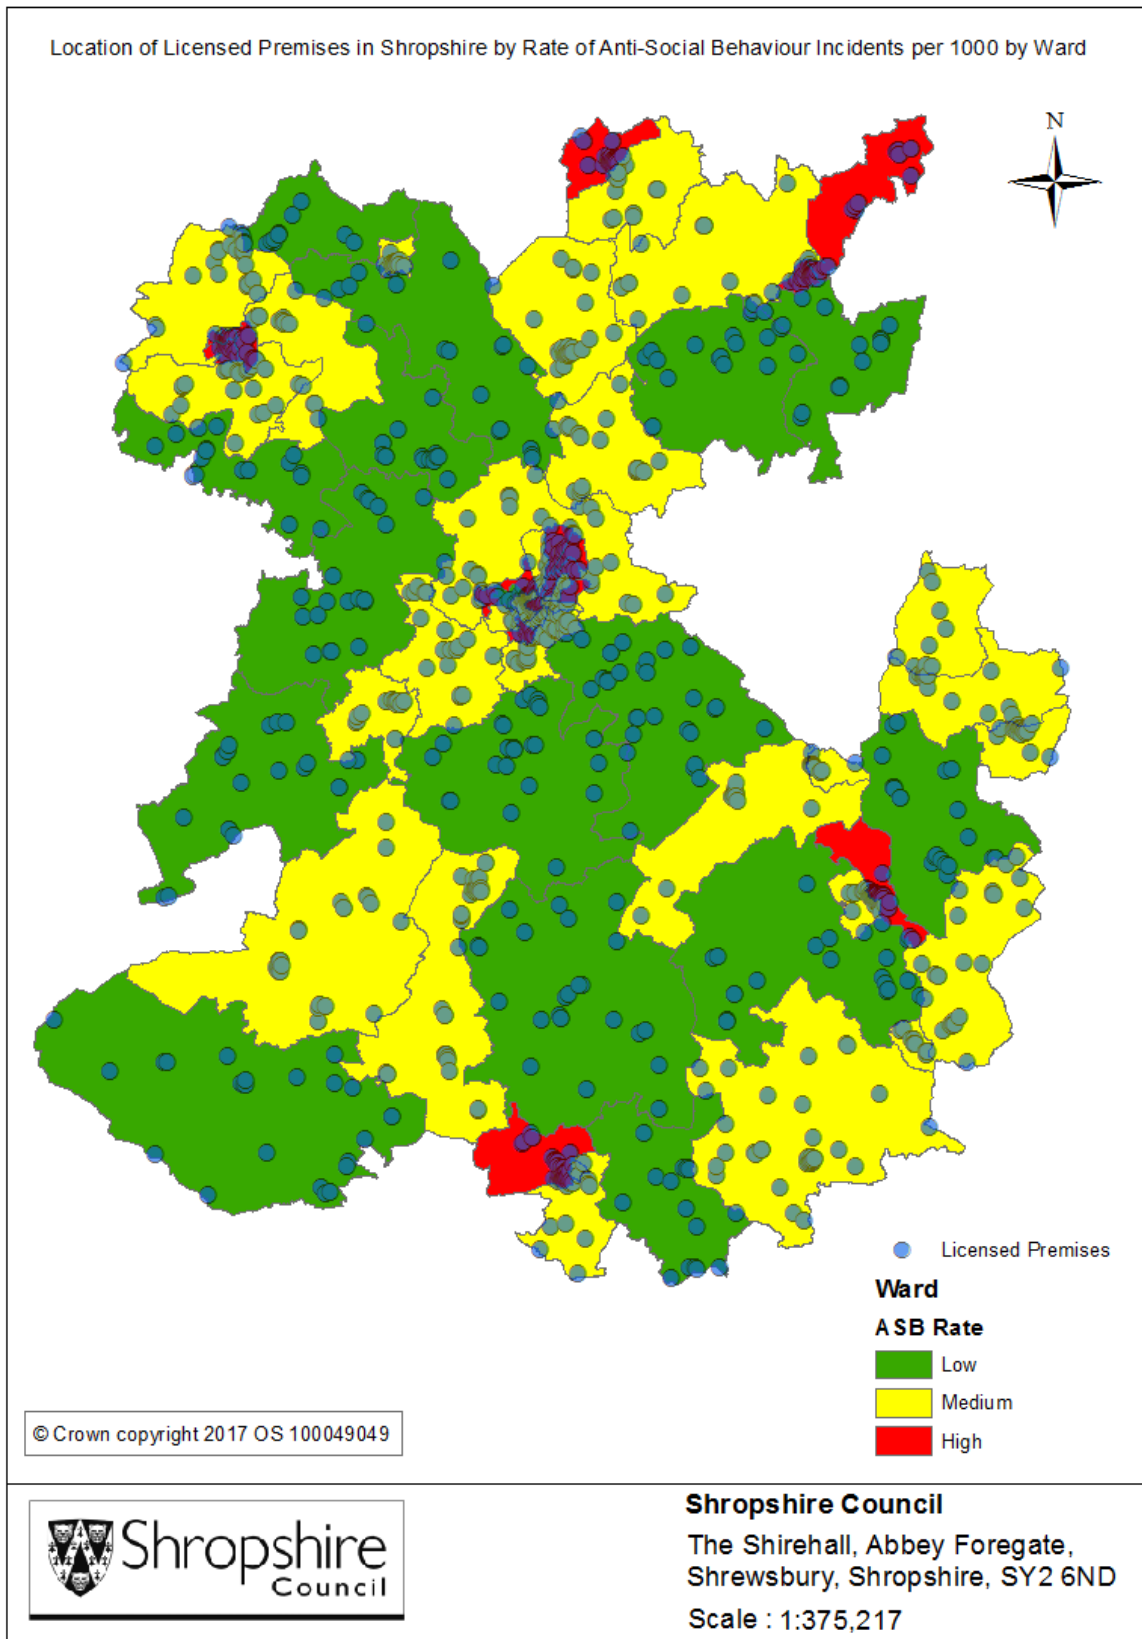 Location of Licensed Premises in Shropshire by Rate of Anti-Social Behaviour Incidents per 1000 by Ward
N
Licensed Premises
Ward
ASB Rate
Low
Medium
High
© Crown copyright 2017 OS 100049049
Shropshire
Council
Shropshire Council
The Shirehall, Abbey Foregate,
Shrewsbury, Shropshire, SY2 6ND
Scale : 1:375,217